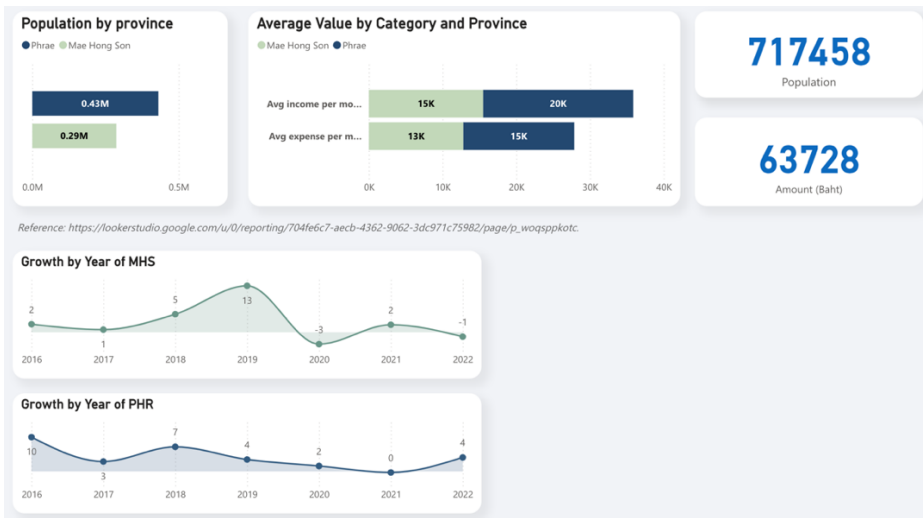 Population by province
Phrae Mae Hong Son
0.43M
0.29M
0.0M 0.5M
Average Value by Category and Province
Mae Hong Son Phrae
Avg income per mo... 15K 20K
Avg expense per m... 13K 15K
0K 10K 20K 30K 40K
717458
Population
63728
Amount (Baht)
Reference: https://lookerstudio.google.com/u/0/reporting/704fe6c7-aecb-4362-9062-3dc971c75982/page/p_woqsppkotc.
Growth by Year of MHS
2 1 5 13 -3 2 -1
2016 2017 2018 2019 2020 2021 2022
Growth by Year of PHR
10 3 7 4 2 0 4
2016 2017 2018 2019 2020 2021 2022